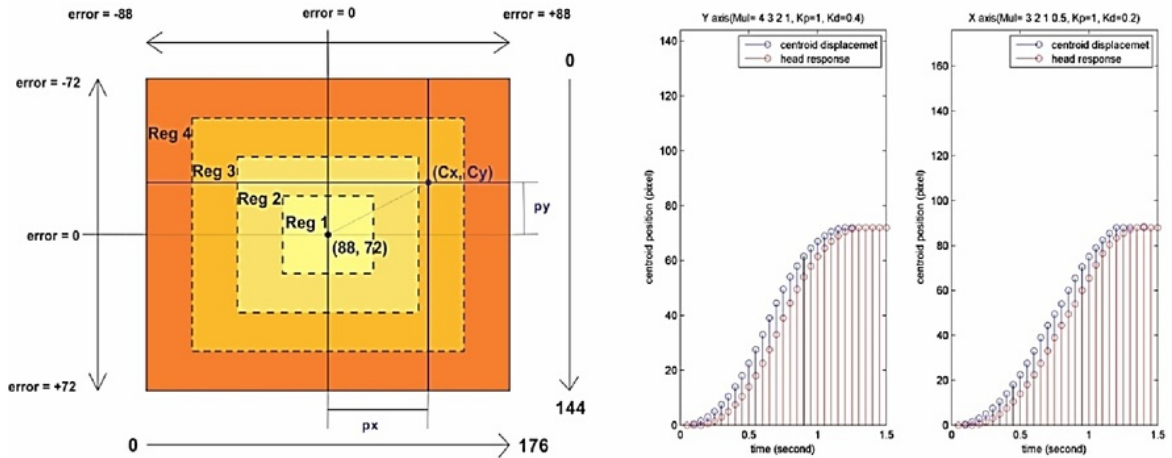 error = -88
error = 0
error = +88
0
error = -72
Reg 4
Reg 3
(Cx, Cy)
Reg 2
py
Reg 1
error = 0
(88, 72)
error = +72
144
px
0
176
Y axis(Mul= 4 3 2 1, Kp=1, Kd=0.4)
centroid displacemet
head response
140
120
100
80
60
40
20
0
centroid position (pixel)
0
0.5
1
1.5
time (second)
X axis(Mul= 3 2 1 0.5, Kp=1, Kd=0.2)
centroid displacemet
head response
160
140
120
100
80
60
40
20
0
centroid position (pixel)
0
0.5
1
1.5
time (second)